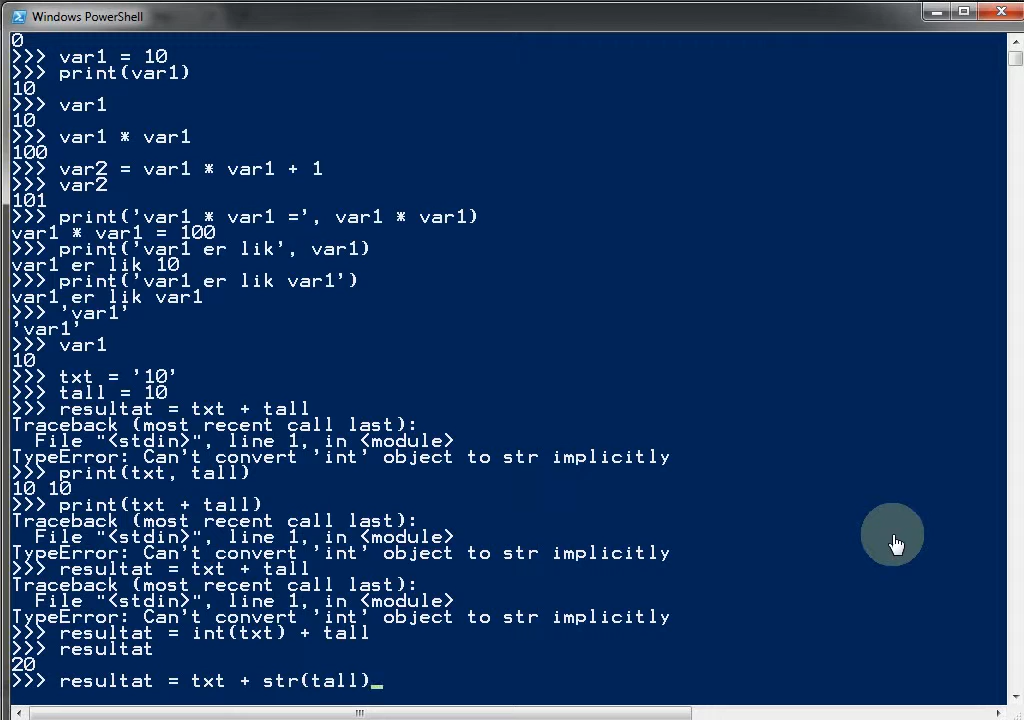 Windows PowerShell
0
>>> var1 = 10
>>> print(var1)
10
>>> var1
10
>>> var1 * var1
100
>>> var2 = var1 * var1 + 1
>>> var2
101
>>> print('var1 * var1 =', var1 * var1)
var1 * var1 = 100
>>> print('var1 er lik', var1)
var1 er lik 10
>>> print('var1 er lik var1')
var1 er lik var1
>>> 'var1'
'var1'
>>> var1
10
>>> txt = '10'
>>> tall = 10
>>> resultat = txt + tall
Traceback (most recent call last):
  File "<stdin>", line 1, in <module>
TypeError: Can't convert 'int' object to str implicitly
>>> print(txt, tall)
10 10
>>> print(txt + tall)
Traceback (most recent call last):
  File "<stdin>", line 1, in <module>
TypeError: Can't convert 'int' object to str implicitly
>>> resultat = txt + tall
Traceback (most recent call last):
  File "<stdin>", line 1, in <module>
TypeError: Can't convert 'int' object to str implicitly
>>> resultat = int(txt) + tall
>>> resultat
20
>>> resultat = txt + str(tall)